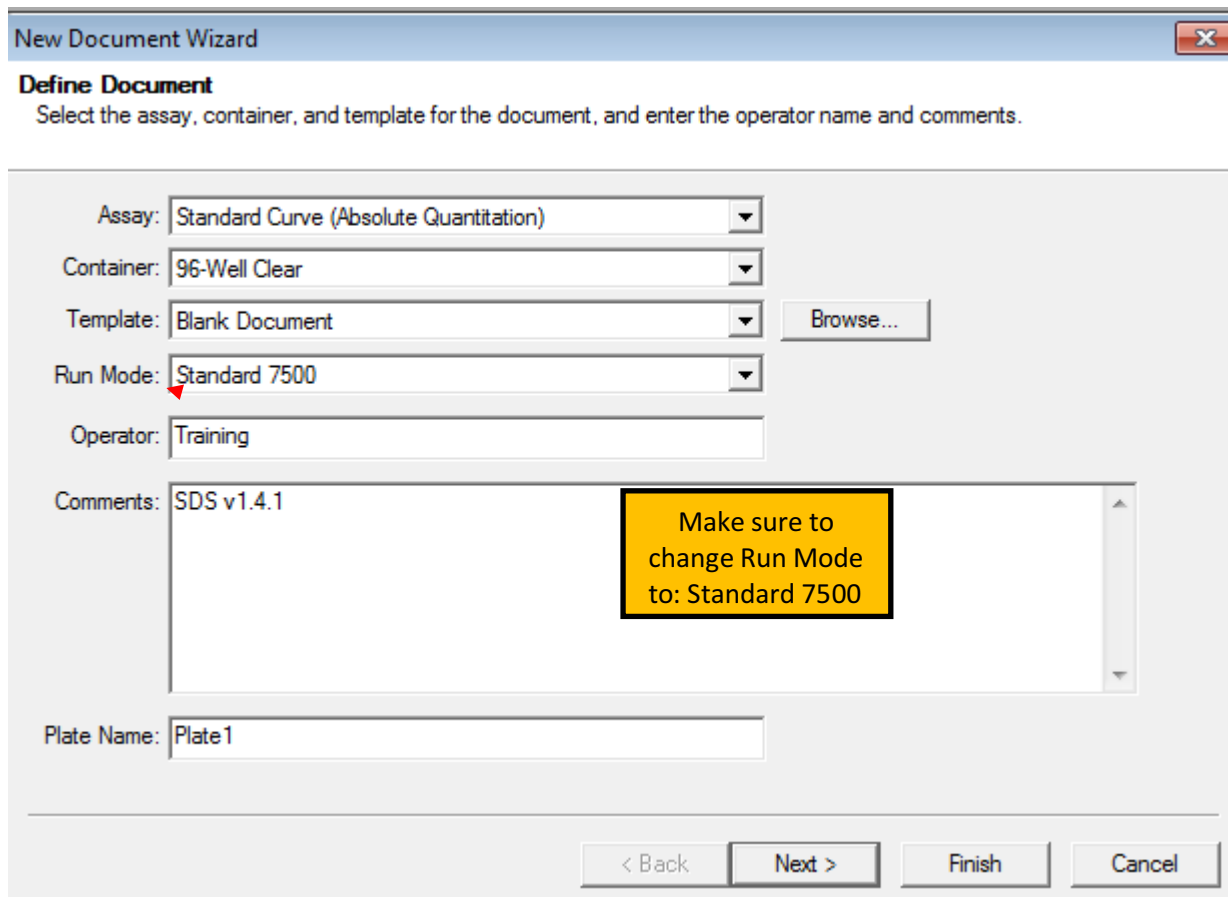 New Document Wizard
Define Document
Select the assay, container, and template for the document, and enter the operator name and comments.
Assay: Standard Curve (Absolute Quantitation)
Container: 96-Well Clear
Template: Blank Document Browse...
Run Mode: Standard 7500
Operator: Training
Comments: SDS v1.4.1
Make sure to
change Run Mode
to: Standard 7500
Plate Name: Plate1
< Back Next > Finish Cancel